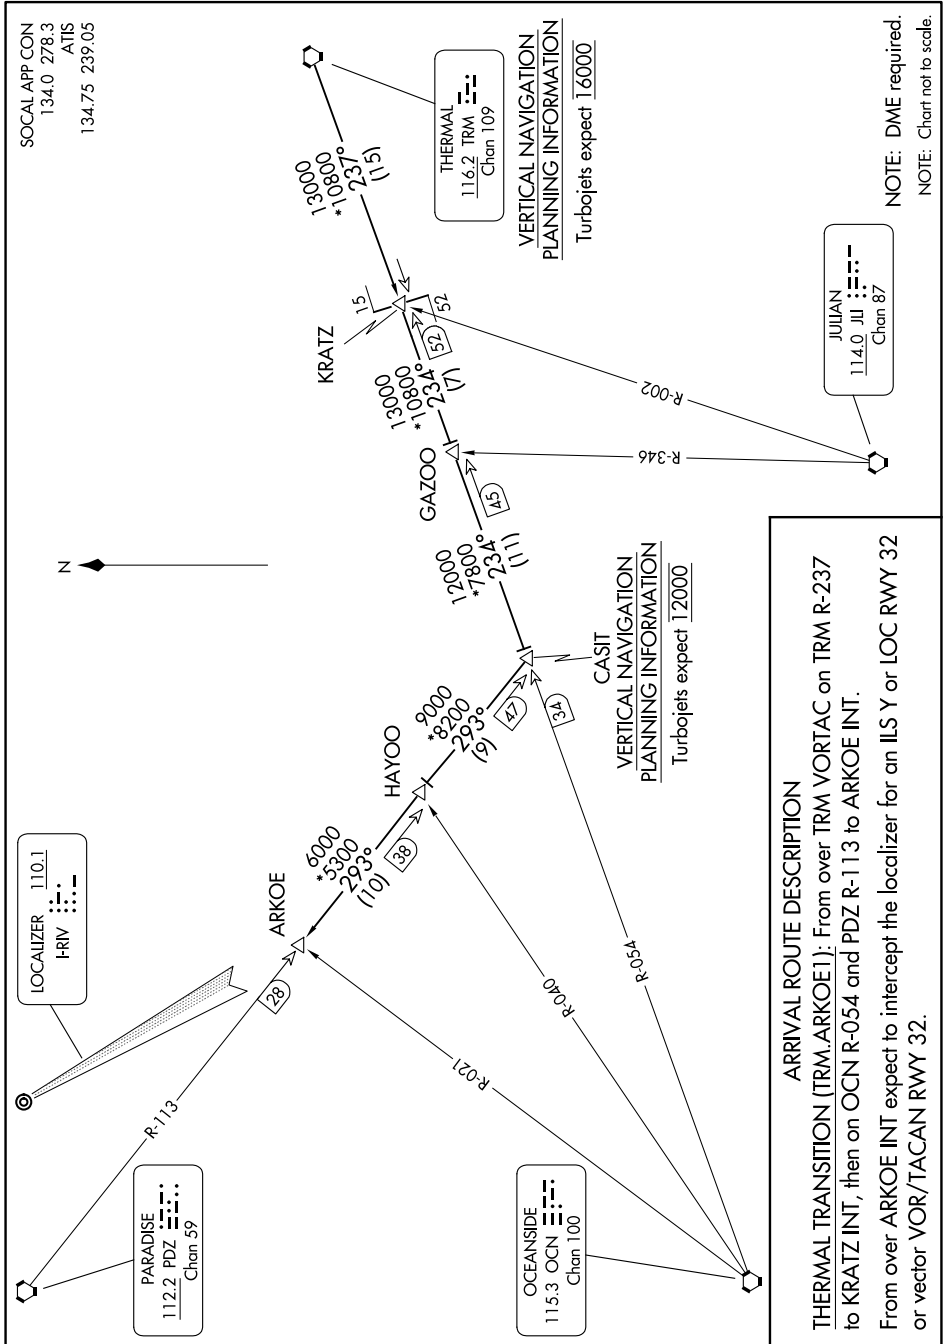 SOCAL APP CON
134.0 278.3
ATIS
134.75 239.05
LOCALIZER 110.1
I-RIV
PARADISE
112.2 PDZ
Chan 59
R-113
28
ARKOE
6000
*5300
293°
(10)
38
HAYOO
9000
*8200
293°
(9)
47
34
CASIT
VERTICAL NAVIGATION
PLANNING INFORMATION
Turbojets expect 12000
N
12000
*7800
234°
(11)
45
GAZOO
13000
*10800
234°
(7)
52
KRATZ
15
52
13000
*10800
237°
(15)
THERMAL
116.2 TRM
Chan 109
VERTICAL NAVIGATION
PLANNING INFORMATION
Turbojets expect 16000
R-021
R-040
R-054
R-346
R-002
OCEANSIDE
115.3 OCN
Chan 100
JULIAN
114.0 JLI
Chan 87
NOTE: DME required.
NOTE: Chart not to scale.
ARRIVAL ROUTE DESCRIPTION
THERMAL TRANSITION (TRM.ARKOE1): From over TRM VORTAC on TRM R-237
to KRATZ INT, then on OCN R-054 and PDZ R-113 to ARKOE INT.
From over ARKOE INT expect to intercept the localizer for an ILS Y or LOC RWY 32
or vector VOR/TACAN RWY 32.